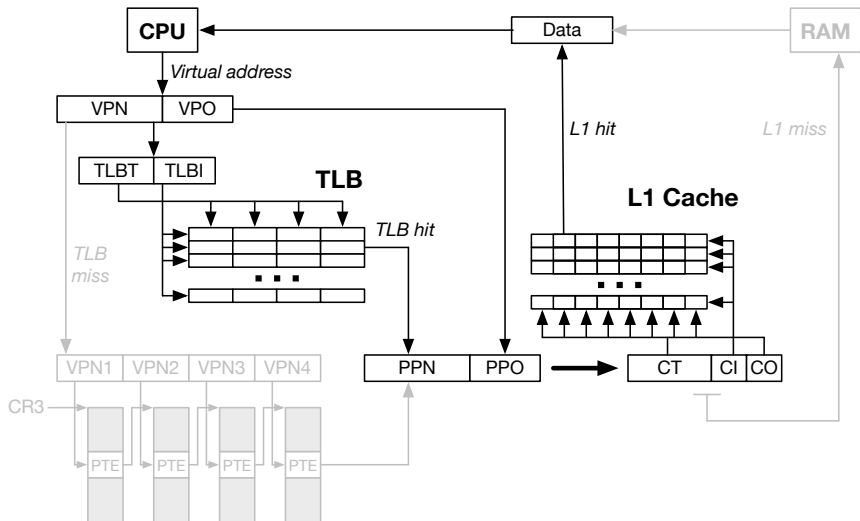 CPU
Data
RAM
Virtual address
VPN VPO
L1 hit
L1 miss
TLBT TLBI
TLB
L1 Cache
TLB hit
TLB
miss
VPN1 VPN2 VPN3 VPN4
PPN PPO
CT CI CO
CR3
PTE PTE PTE PTE